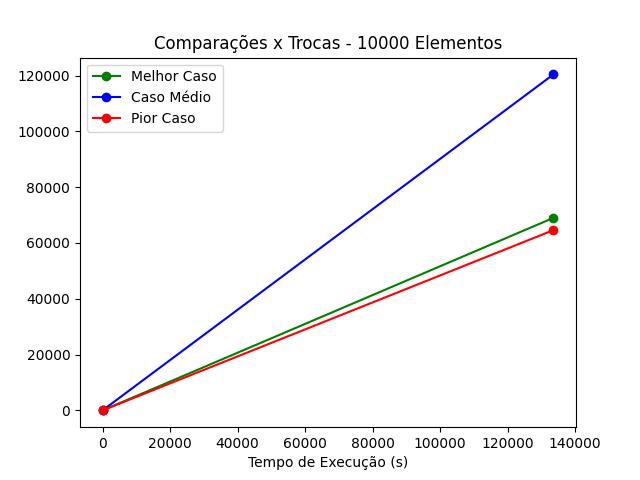 Comparações x Trocas - 10000 Elementos
Melhor Caso
Caso Médio
Pior Caso
120000
100000
80000
60000
40000
20000
0
0 20000 40000 60000 80000 100000 120000 140000
Tempo de Execução (s)